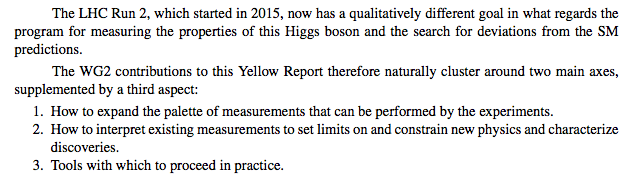 The LHC Run 2, which started in 2015, now has a qualitatively different goal in what regards the
program for measuring the properties of this Higgs boson and the search for deviations from the SM
predictions.
The WG2 contributions to this Yellow Report therefore naturally cluster around two main axes,
supplemented by a third aspect:
1. How to expand the palette of measurements that can be performed by the experiments.
2. How to interpret existing measurements to set limits on and constrain new physics and characterize
discoveries.
3. Tools with which to proceed in practice.